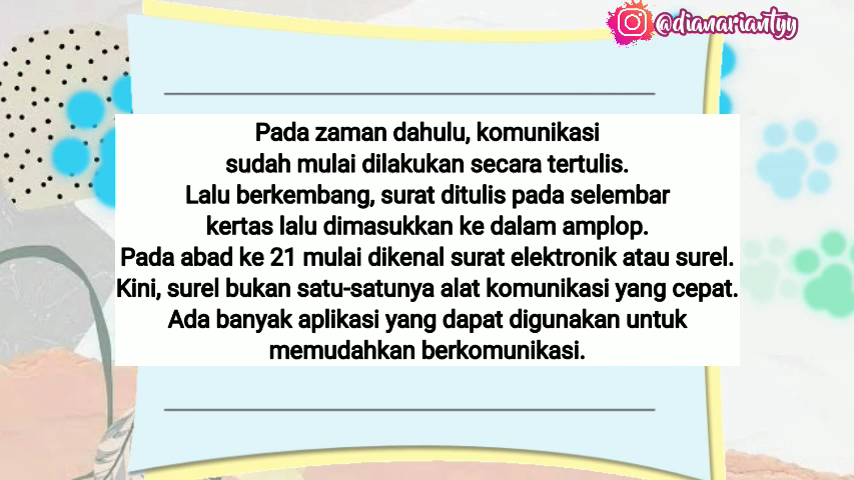 @dianariantyy
Pada zaman dahulu, komunikasi
sudah mulai dilakukan secara tertulis.
Lalu berkembang, surat ditulis pada selembar
kertas lalu dimasukkan ke dalam amplop.
Pada abad ke 21 mulai dikenal surat elektronik atau surel.
Kini, surel bukan satu-satunya alat komunikasi yang cepat.
Ada banyak aplikasi yang dapat digunakan untuk
memudahkan berkomunikasi.